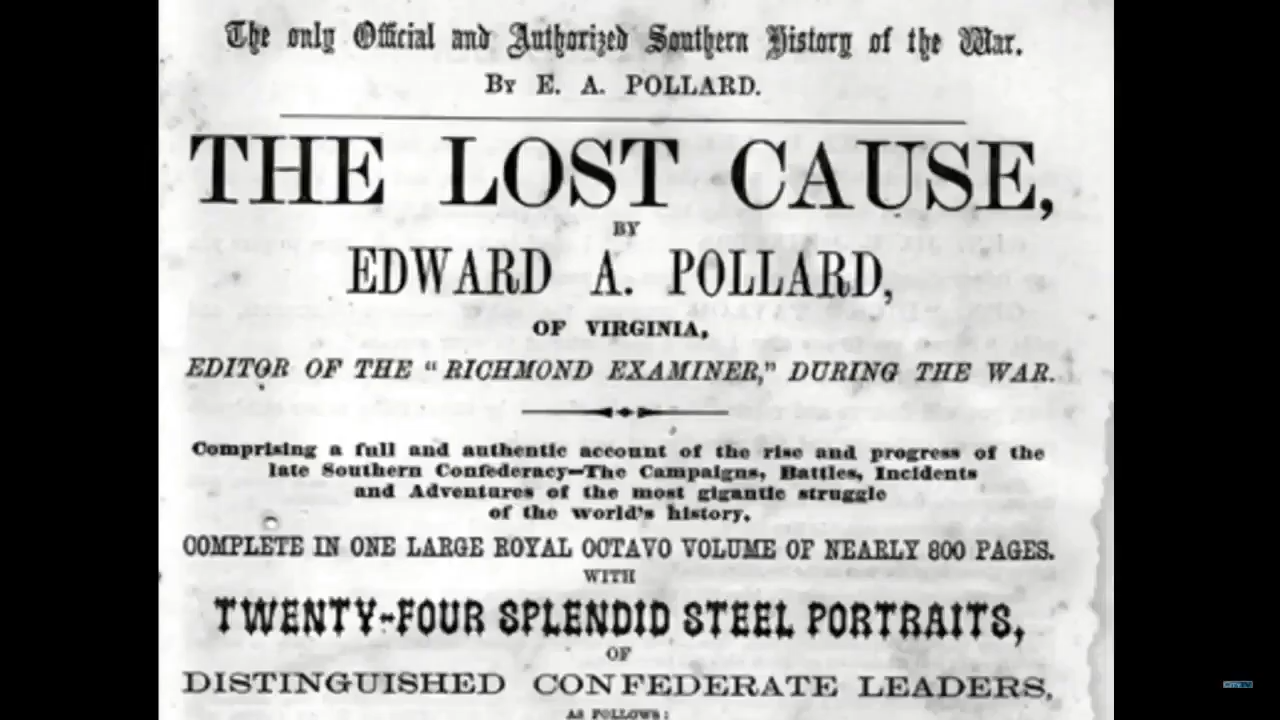 The only Official and Authorized Southern History of the War.
By E. A. POLLARD.
THE LOST CAUSE,
BY
EDWARD A. POLLARD,
OF VIRGINIA,
EDITOR OF THE “RICHMOND EXAMINER,” DURING THE WAR.
Comprising a full and authentic account of the rise and progress of the
late Southern Confederacy—The Campaigns, Battles, Incidents
and Adventures of the most gigantic struggle
of the world's history.
COMPLETE IN ONE LARGE ROYAL OCTAVO VOLUME OF NEARLY 800 PAGES.
WITH
TWENTY-FOUR SPLENDID STEEL PORTRAITS,
OF
DISTINGUISHED CONFEDERATE LEADERS,
AS FOLLOWS: